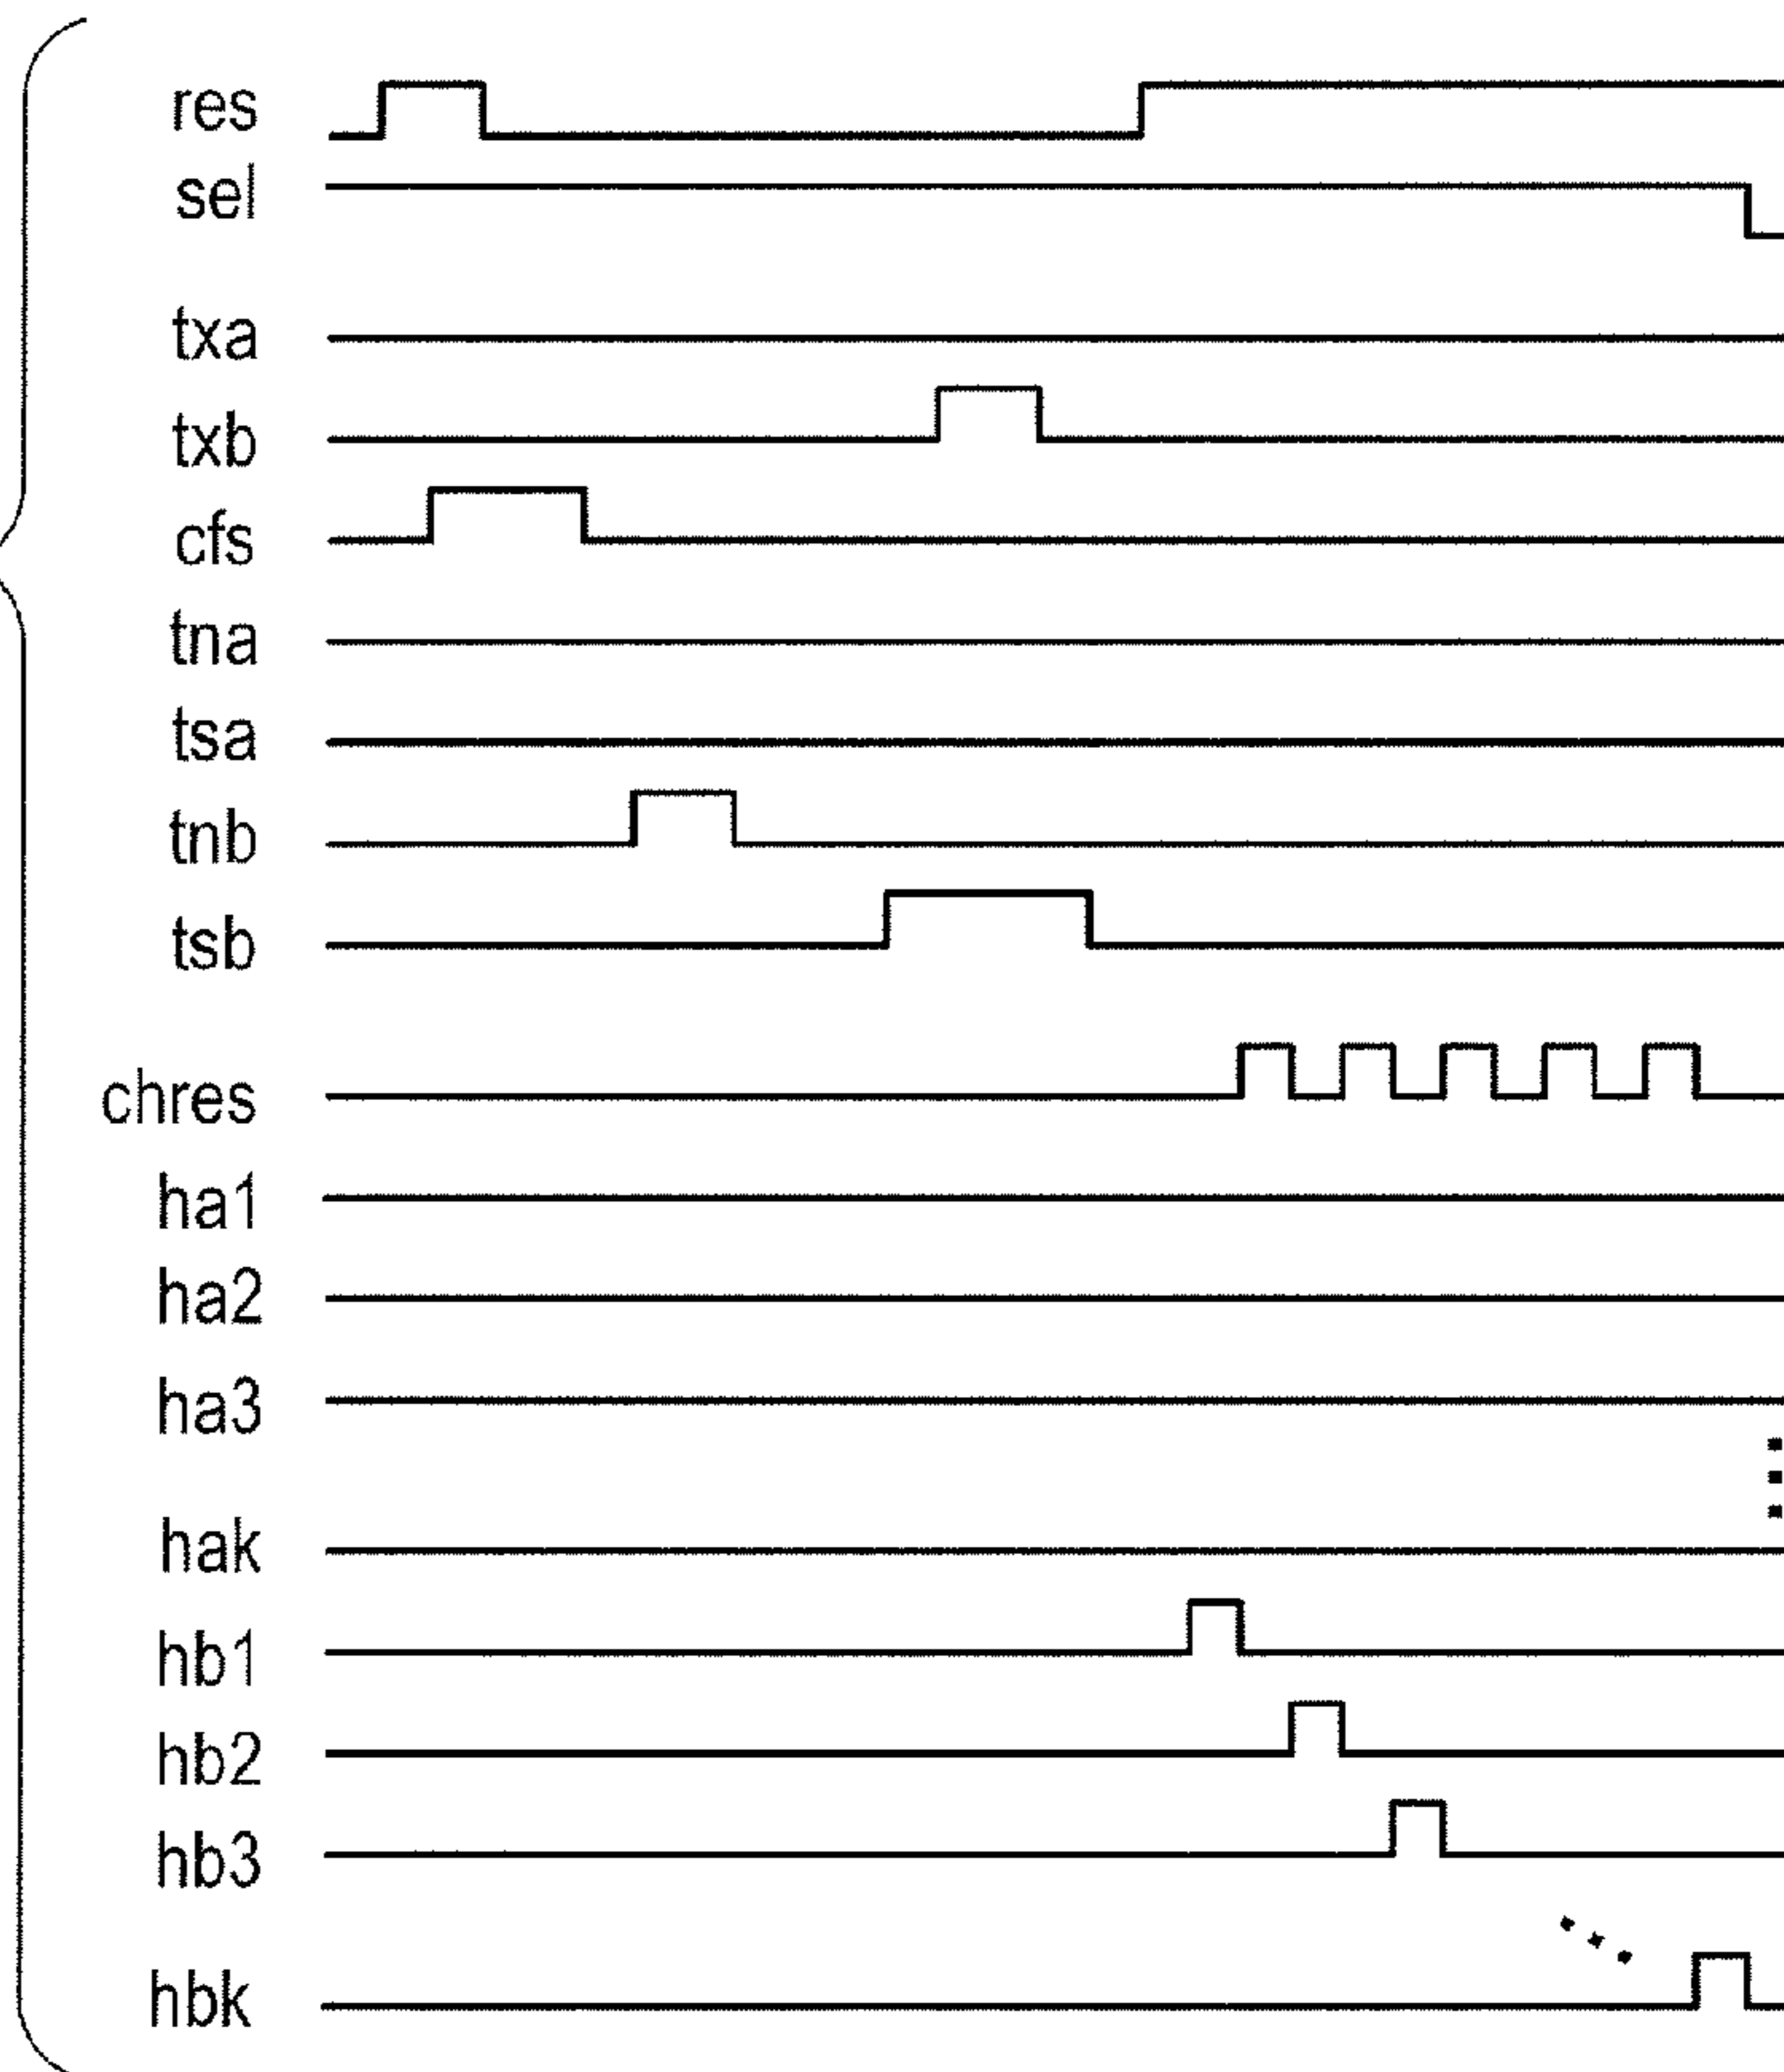 res
sel
txa
txb
cfs
tna
tsa
tnb
tsb
chres
ha1
ha2
ha3
hak
hb1
hb2
hb3
hbk